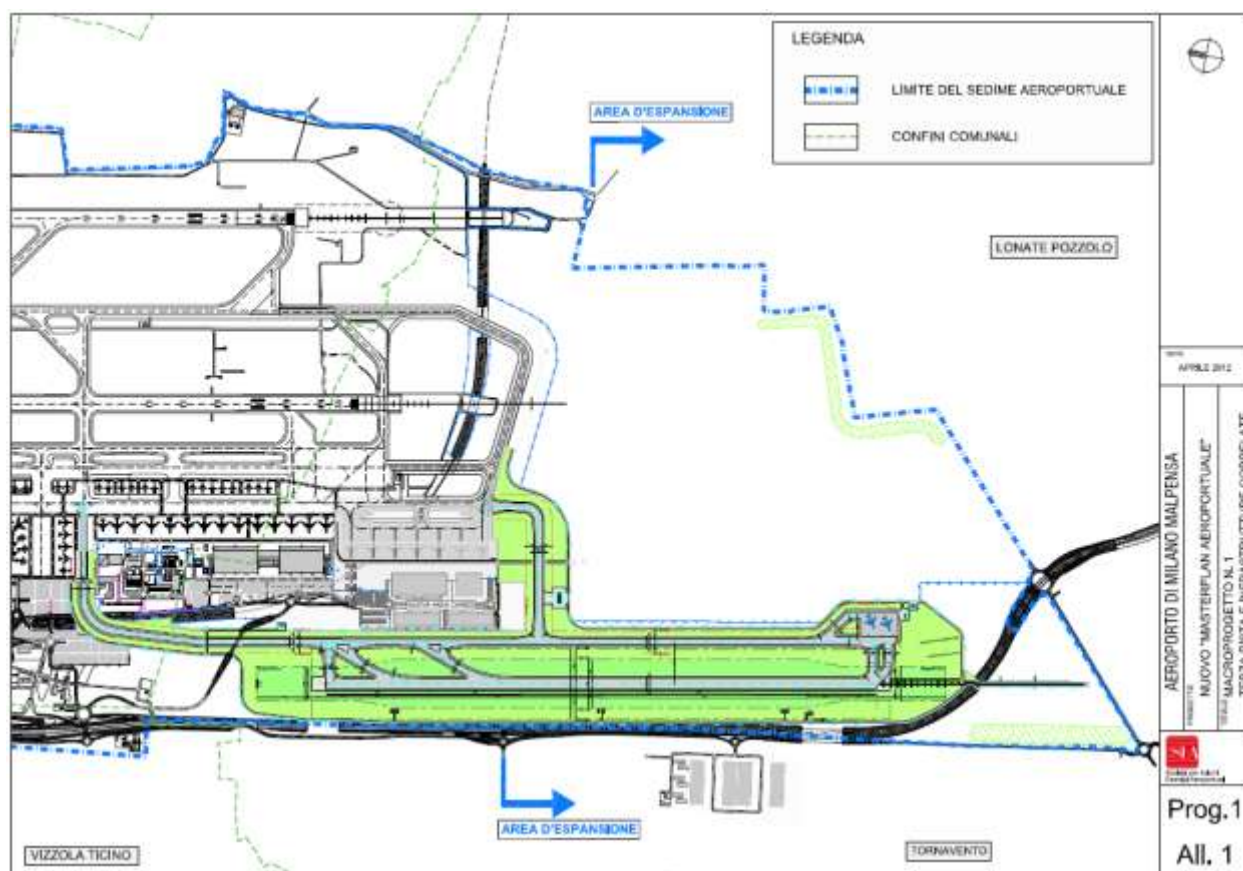 LEGENDA
LIMITE DEL SEDIME AEROPORTUALE
CONFINI COMUNALI
AREA D'ESPANSIONE
LONATE POZZOLO
AREA D'ESPANSIONE
VIZZOLA TICINO
TORNAVENTO
APRILE 2012
AEROPORTO DI MILANO MALPENSA
NUOVO "MASTERPLAN AEROPORTUALE"
MACROPROGETTO N. 1
SEA
Prog.1
All. 1